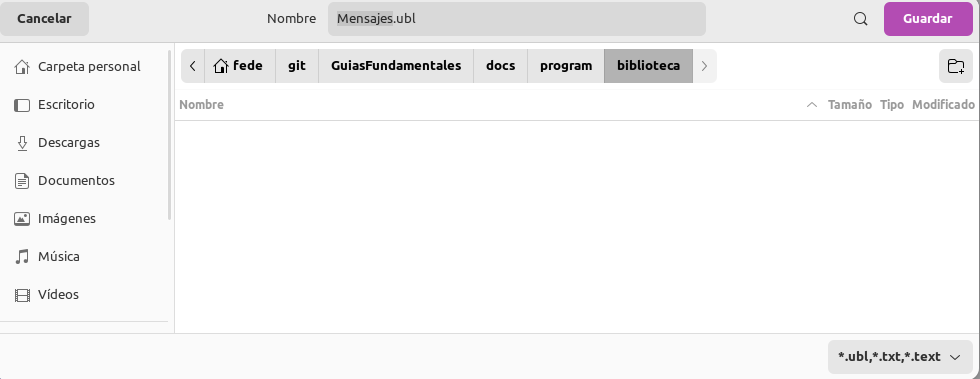 Cancelar Nombre Mensajes.ubl Guardar
fede git GuiasFundamentales docs program biblioteca
Nombre Tamaño Tipo Modificado
Carpeta personal
Escritorio
Descargas
Documentos
Imágenes
Música
Vídeos
*.ubl,*.txt,*.text